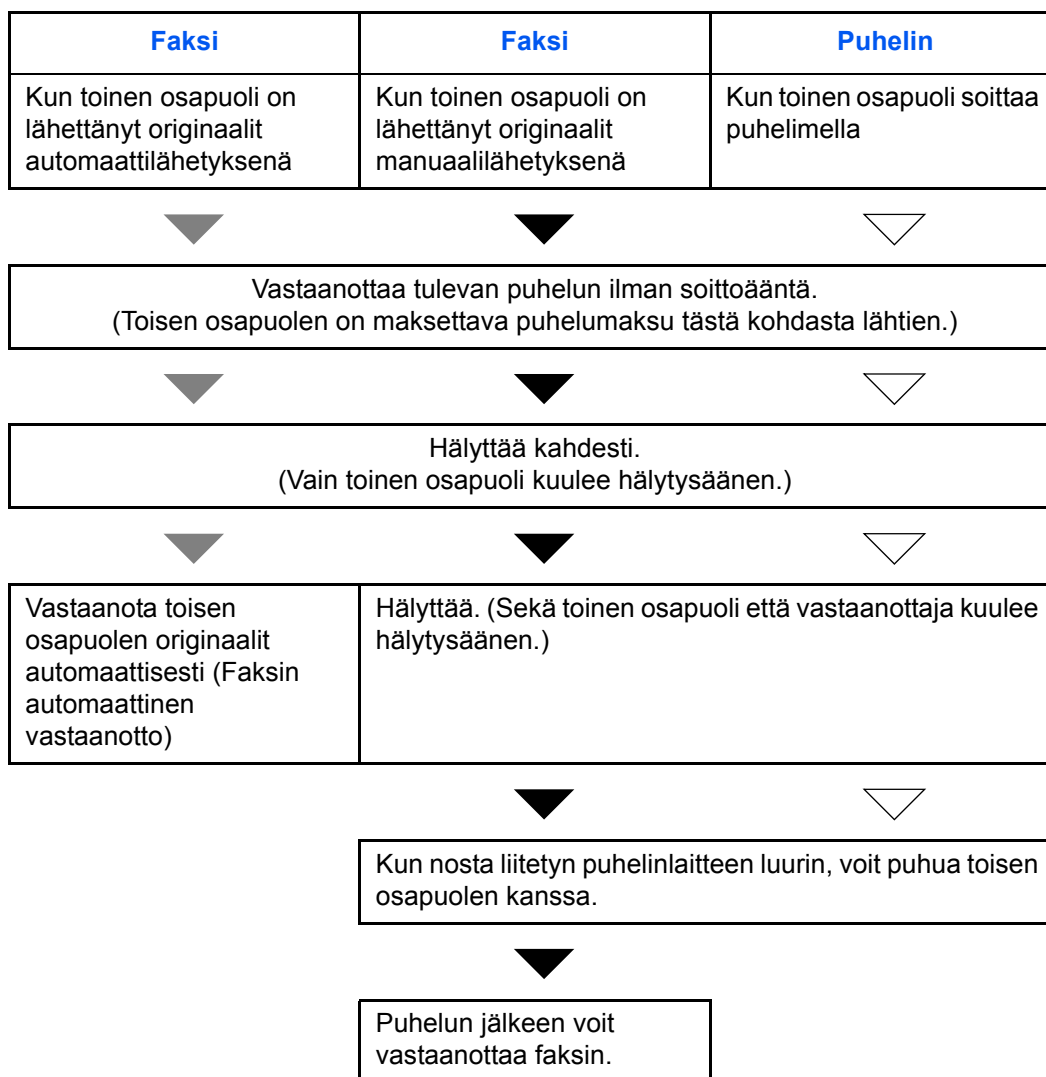 Faksi
Faksi
Puhelin
Kun toinen osapuoli on
lähettänyt originaalit
automaattilähetyksenä
Kun toinen osapuoli on
lähettänyt originaalit
manuaalilähetyksenä
Kun toinen osapuoli soittaa
puhelimella
Vastaanottaa tulevan puhelun ilman soittoääntä.
(Toisen osapuolen on maksettava puhelumaksu tästä kohdasta lähtien.)
Hälyttää kahdesti.
(Vain toinen osapuoli kuulee hälytysäänen.)
Vastaanota toisen
osapuolen originaalit
automaattisesti (Faksin
automaattinen
vastaanotto)
Hälyttää. (Sekä toinen osapuoli että vastaanottaja kuulee
hälytysäänen.)
Kun nosta liitetyn puhelinlaitteen luurin, voit puhua toisen
osapuolen kanssa.
Puhelun jälkeen voit
vastaanottaa faksin.